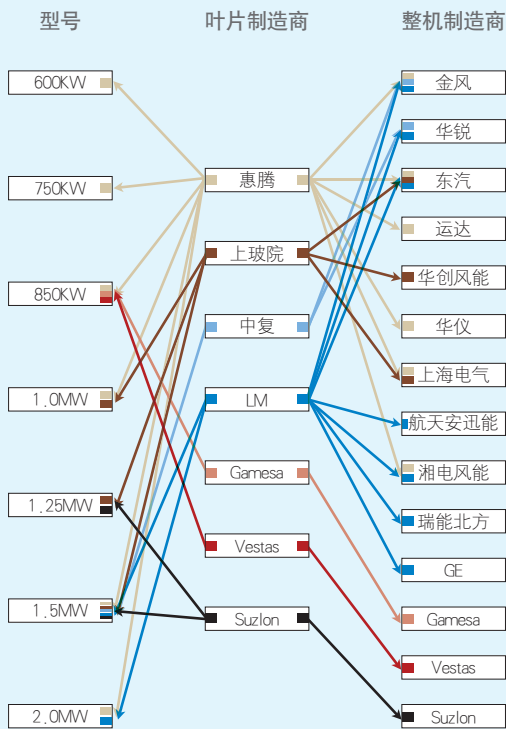 型号
叶片制造商
整机制造商
600KW
750KW
850KW
1.0MW
1.25MW
1.5MW
2.0MW
惠腾
上玻院
中复
LM
Gamesa
Vestas
Suzlon
金风
华锐
东汽
运达
华创风能
华仪
上海电气
航天安迅能
湘电风能
瑞能北方
GE
Gamesa
Vestas
Suzlon